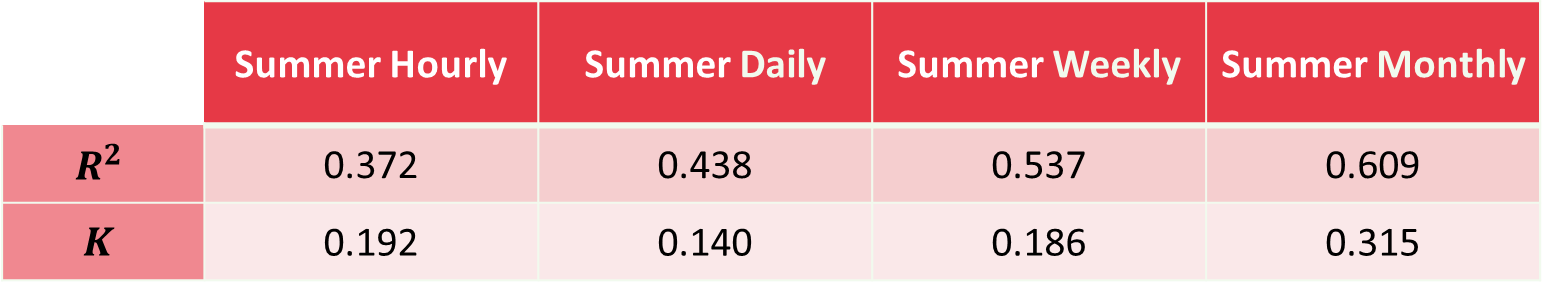 Summer Hourly Summer Daily Summer Weekly Summer Monthly
R² 0.372 0.438 0.537 0.609
K 0.192 0.140 0.186 0.315